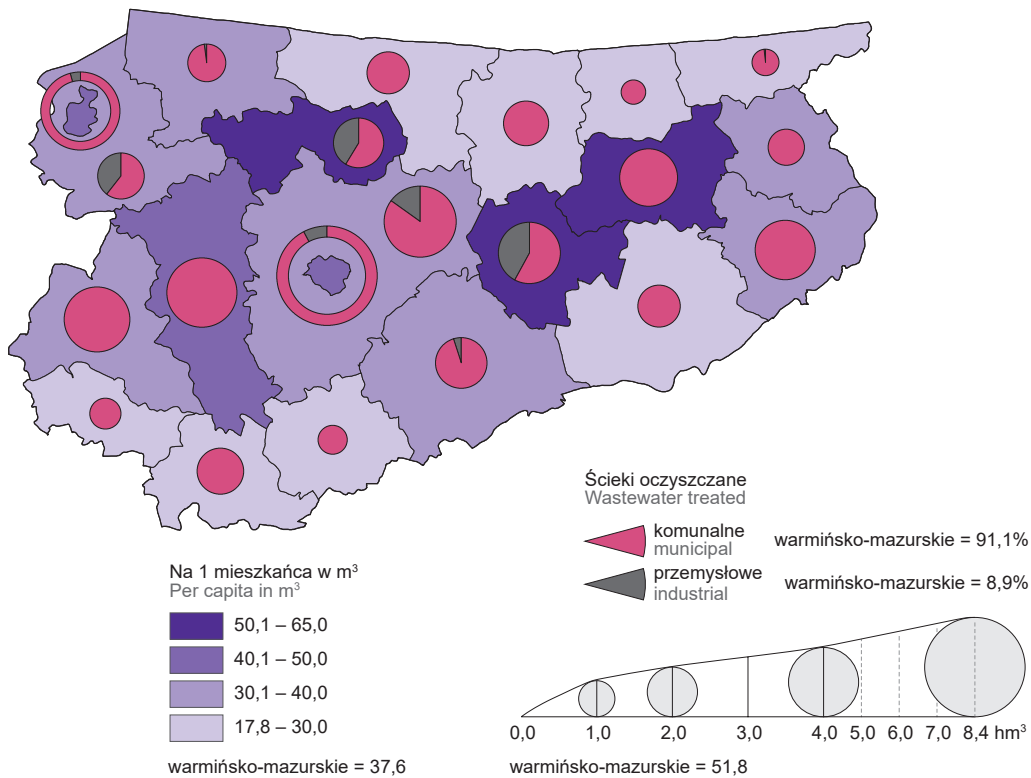 Ścieki oczyszczane
Wastewater treated
komunalne
municipal
warmińsko-mazurskie = 91,1%
przemysłowe
industrial
warmińsko-mazurskie = 8,9%
Na 1 mieszkańca w m³
Per capita in m³
50,1 – 65,0
40,1 – 50,0
30,1 – 40,0
17,8 – 30,0
warmińsko-mazurskie = 37,6
0,0 1,0 2,0 3,0 4,0 5,0 6,0 7,0 8,4 hm³
warmińsko-mazurskie = 51,8